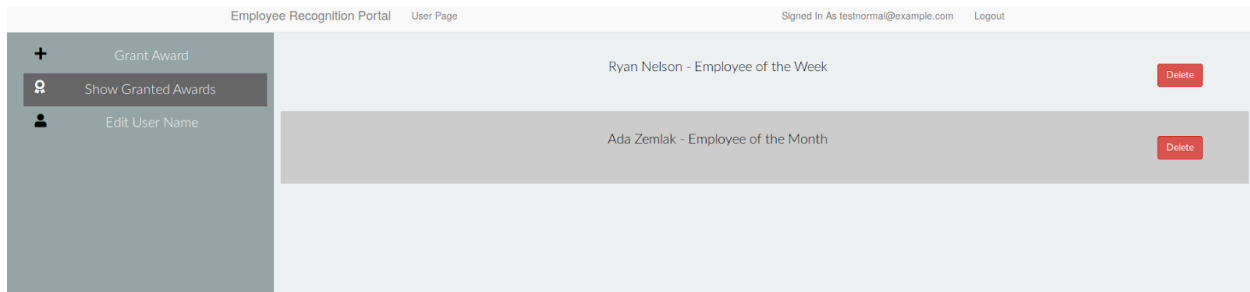 Employee Recognition Portal User Page Signed In As testnormal@example.com Logout
Grant Award
Show Granted Awards
Edit User Name
Ryan Nelson - Employee of the Week Delete
Ada Zemlak - Employee of the Month Delete